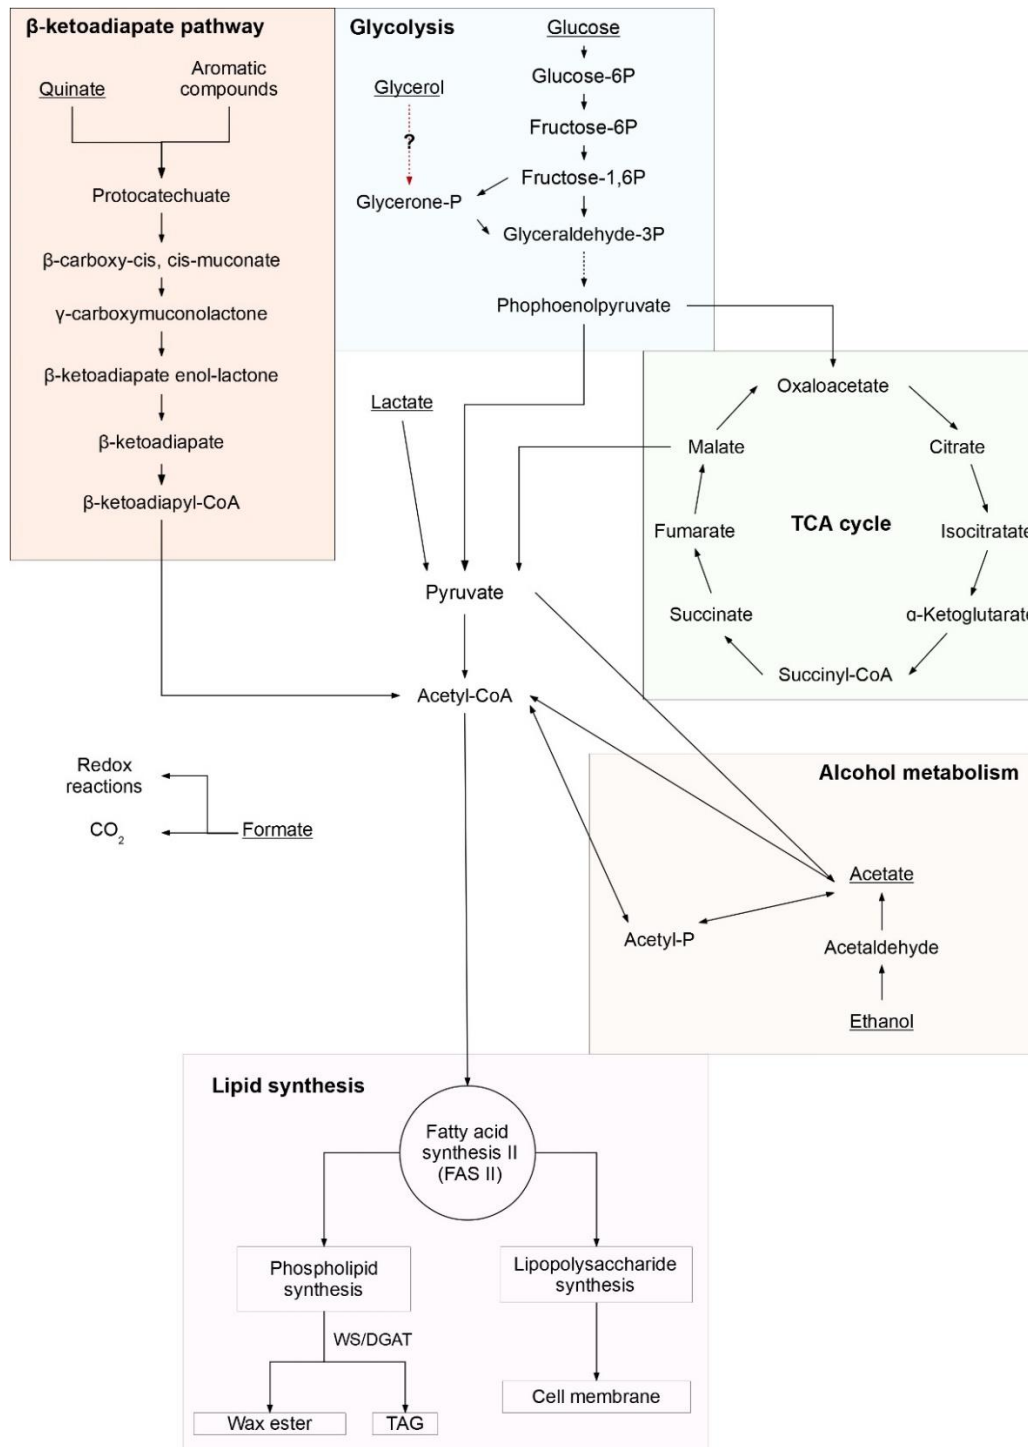 β-ketoadiapate pathway
Quinate
Aromatic
compounds
Protocatechuate
β-carboxy-cis, cis-muconate
γ-carboxymuconolactone
β-ketoadiapate enol-lactone
β-ketoadiapate
β-ketoadiapyl-CoA
Glycolysis
Glucose
Glycerol
Glucose-6P
?
Fructose-6P
Fructose-1,6P
Glycerone-P
Glyceraldehyde-3P
Phophoenolpyruvate
Lactate
Pyruvate
Acetyl-CoA
Oxaloacetate
Malate
Citrate
TCA cycle
Fumarate
Isocitratate
Succinate
α-Ketoglutarate
Succinyl-CoA
Redox
reactions
CO2
Formate
Alcohol metabolism
Acetate
Acetyl-P
Acetaldehyde
Ethanol
Lipid synthesis
Fatty acid
synthesis II
(FAS II)
Phospholipid
synthesis
Lipopolysaccharide
synthesis
WS/DGAT
Wax ester
TAG
Cell membrane